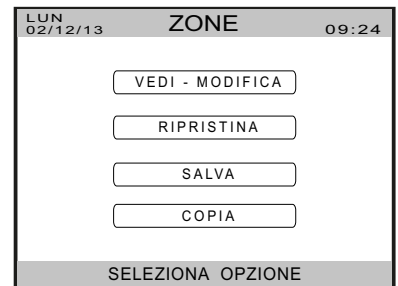 LUN
02/12/13
ZONE
09:24
VEDI - MODIFICA
RIPRISTINA
SALVA
COPIA
SELEZIONA OPZIONE